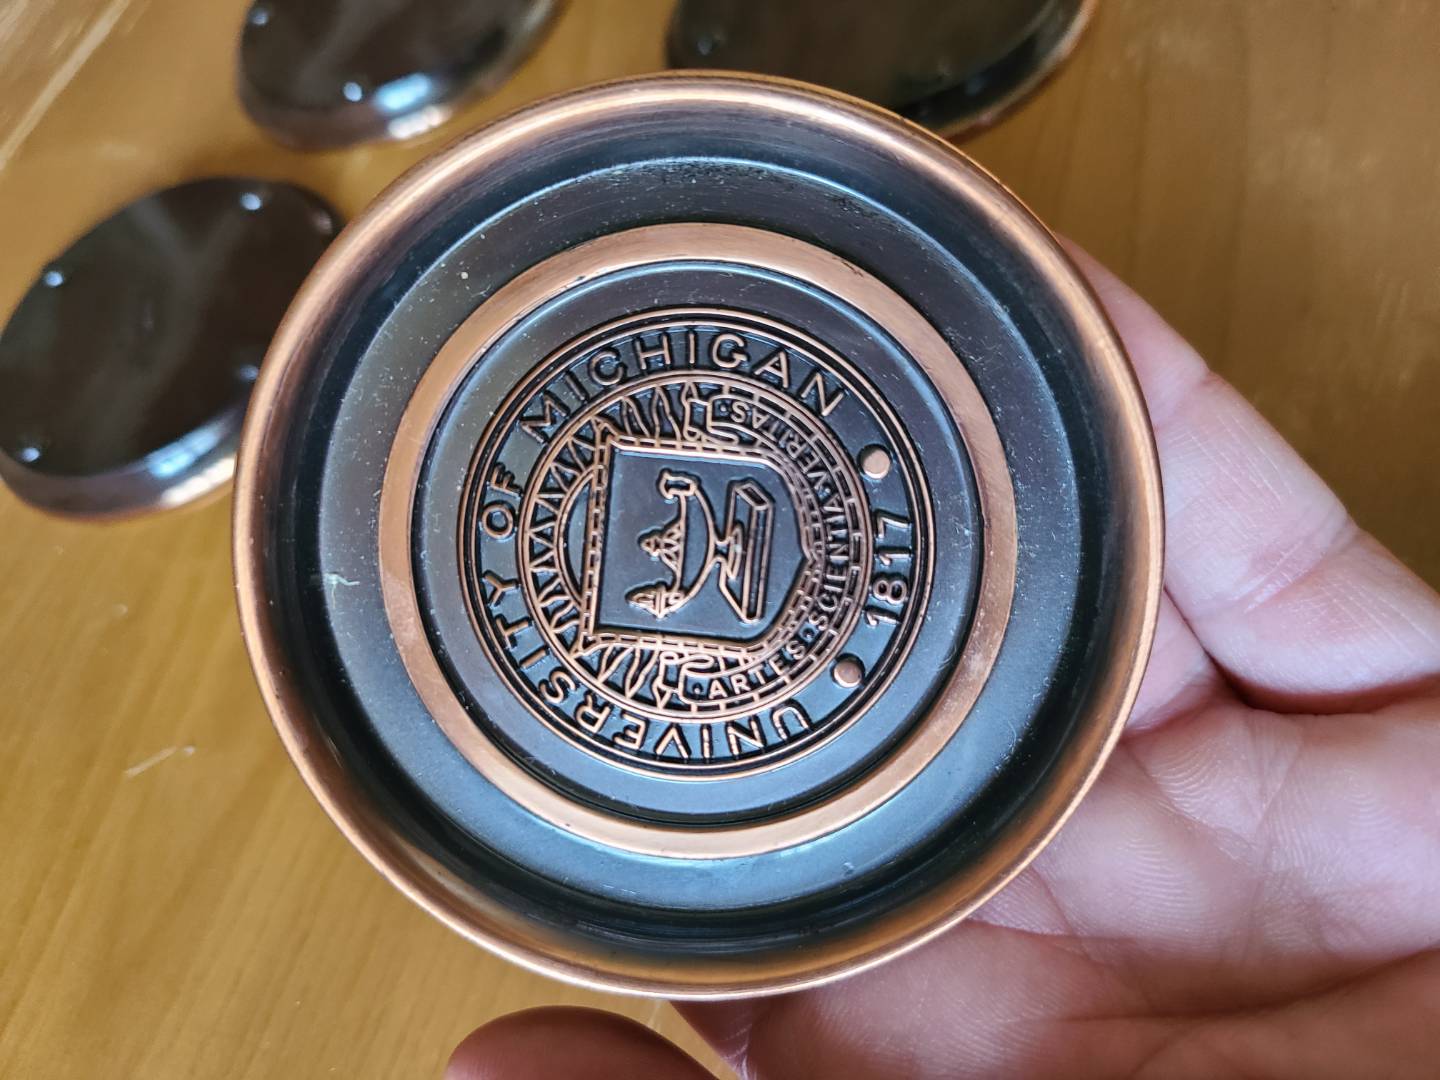 UNIVERSITY OF MICHIGAN
1817
ARTES·SCIENTIA·VERITAS